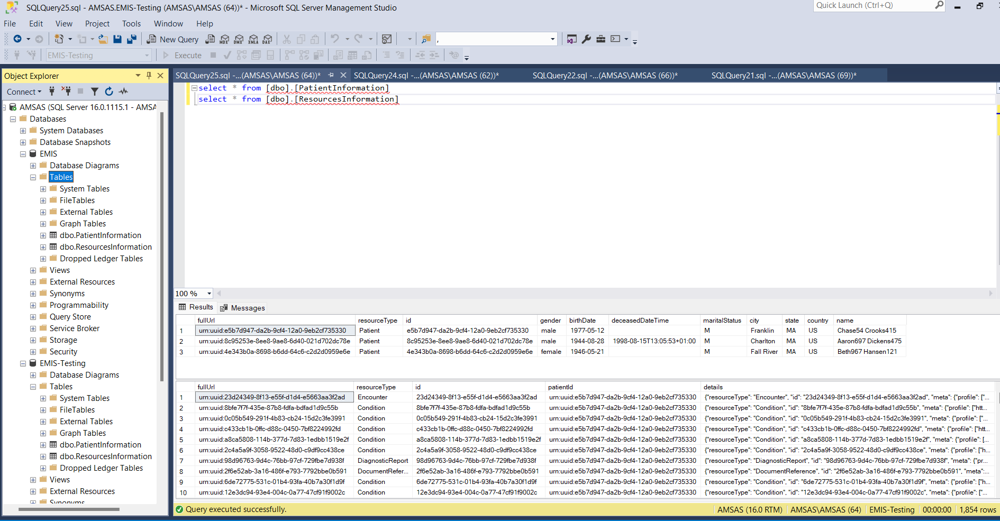 SQLQuery25.sql - AMSAS.EMIS-Testing (AMSAS\AMSAS (64))* - Microsoft SQL Server Management Studio
Quick Launch (Ctrl+Q)
File Edit View Project Tools Window Help
New Query MDX DMX XMLA DAX ,
EMIS-Testing Execute
Object Explorer
Connect
AMSAS (SQL Server 16.0.1115.1 - AMSA
Databases
System Databases
Database Snapshots
EMIS
Database Diagrams
Tables
System Tables
FileTables
External Tables
Graph Tables
dbo.PatientInformation
dbo.ResourcesInformation
Dropped Ledger Tables
Views
External Resources
Synonyms
Programmability
Query Store
Service Broker
Storage
Security
EMIS-Testing
Database Diagrams
Tables
System Tables
FileTables
External Tables
Graph Tables
dbo.PatientInformation
dbo.ResourcesInformation
Dropped Ledger Tables
Views
External Resources
Synonyms
SQLQuery25.sql -...(AMSAS\AMSAS (64))* SQLQuery24.sql -...(AMSAS\AMSAS (62))* SQLQuery22.sql -...(AMSAS\AMSAS (66))* SQLQuery21.sql -...(AMSAS\AMSAS (69))*
select * from [dbo].[PatientInformation]
select * from [dbo].[ResourcesInformation]
100 %
Results Messages
fullUrl resourceType id gender birthDate deceasedDateTime maritalStatus city state country name
1 urn:uuid:e5b7d947-da2b-9cf4-12a0-9eb2cf735330 Patient e5b7d947-da2b-9cf4-12a0-9eb2cf735330 male 1977-05-12 M Franklin MA US Chase54 Crooks415
2 urn:uuid:8c95253e-8ee8-9ae8-6d40-021d702dc78e Patient 8c95253e-8ee8-9ae8-6d40-021d702dc78e male 1944-08-28 1998-08-15T13:05:53+01:00 M Charlton MA US Aaron697 Dickens475
3 urn:uuid:4e343b0a-8698-b6dd-64c6-c2d2d0959e6e Patient 4e343b0a-8698-b6dd-64c6-c2d2d0959e6e female 1946-05-21 M Fall River MA US Beth967 Hansen121
fullUrl resourceType id patientId details
1 urn:uuid:23d24349-8f13-e55f-d1d4-e5663aa3f2ad Encounter 23d24349-8f13-e55f-d1d4-e5663aa3f2ad urn:uuid:e5b7d947-da2b-9cf4-12a0-9eb2cf735330 {"resourceType": "Encounter", "id": "23d24349-8f13-e55f-d1d4-e5663aa3f2ad", "meta": {"profile": ["...
2 urn:uuid:8bfe7f7f-435e-87b8-fdfa-bdfad1d9c55b Condition 8bfe7f7f-435e-87b8-fdfa-bdfad1d9c55b urn:uuid:e5b7d947-da2b-9cf4-12a0-9eb2cf735330 {"resourceType": "Condition", "id": "8bfe7f7f-435e-87b8-fdfa-bdfad1d9c55b", "meta": {"profile": ["htt...
3 urn:uuid:0c05b549-291f-4b83-cb24-15d2c3fe3991 Condition 0c05b549-291f-4b83-cb24-15d2c3fe3991 urn:uuid:e5b7d947-da2b-9cf4-12a0-9eb2cf735330 {"resourceType": "Condition", "id": "0c05b549-291f-4b83-cb24-15d2c3fe3991", "meta": {"profile": ["...
4 urn:uuid:c433cb1b-0ffc-d88c-0450-7bf8224992fd Condition c433cb1b-0ffc-d88c-0450-7bf8224992fd urn:uuid:e5b7d947-da2b-9cf4-12a0-9eb2cf735330 {"resourceType": "Condition", "id": "c433cb1b-0ffc-d88c-0450-7bf8224992fd", "meta": {"profile": ["htt...
5 urn:uuid:a8ca5808-114b-377d-7d83-1edbb1519e2f Condition a8ca5808-114b-377d-7d83-1edbb1519e2f urn:uuid:e5b7d947-da2b-9cf4-12a0-9eb2cf735330 {"resourceType": "Condition", "id": "a8ca5808-114b-377d-7d83-1edbb1519e2f", "meta": {"profile": [...
6 urn:uuid:2c4a5a9f-3058-9522-48d0-c9df9cc438ce Condition 2c4a5a9f-3058-9522-48d0-c9df9cc438ce urn:uuid:e5b7d947-da2b-9cf4-12a0-9eb2cf735330 {"resourceType": "Condition", "id": "2c4a5a9f-3058-9522-48d0-c9df9cc438ce", "meta": {"profile": ["h...
7 urn:uuid:98d96763-9d4c-76bb-97cf-729fbe7d938f DiagnosticReport 98d96763-9d4c-76bb-97cf-729fbe7d938f urn:uuid:e5b7d947-da2b-9cf4-12a0-9eb2cf735330 {"resourceType": "DiagnosticReport", "id": "98d96763-9d4c-76bb-97cf-729fbe7d938f", "meta": {"pr...
8 urn:uuid:2f6e52ab-3a16-486f-e793-7792bbe0b591 DocumentRefer... 2f6e52ab-3a16-486f-e793-7792bbe0b591 urn:uuid:e5b7d947-da2b-9cf4-12a0-9eb2cf735330 {"resourceType": "DocumentReference", "id": "2f6e52ab-3a16-486f-e793-7792bbe0b591", "meta":...
9 urn:uuid:6de72775-531c-01b4-93fa-40b7a30f1d9f Condition 6de72775-531c-01b4-93fa-40b7a30f1d9f urn:uuid:e5b7d947-da2b-9cf4-12a0-9eb2cf735330 {"resourceType": "Condition", "id": "6de72775-531c-01b4-93fa-40b7a30f1d9f", "meta": {"profile": ["h...
10 urn:uuid:12e3dc94-93e4-004c-0a77-47cf91f9002c Condition 12e3dc94-93e4-004c-0a77-47cf91f9002c urn:uuid:e5b7d947-da2b-9cf4-12a0-9eb2cf735330 {"resourceType": "Condition", "id": "12e3dc94-93e4-004c-0a77-47cf91f9002c", "meta": {"profile": ["...
Query executed successfully. AMSAS (16.0 RTM) AMSAS\AMSAS (64) EMIS-Testing 00:00:00 1,854 rows